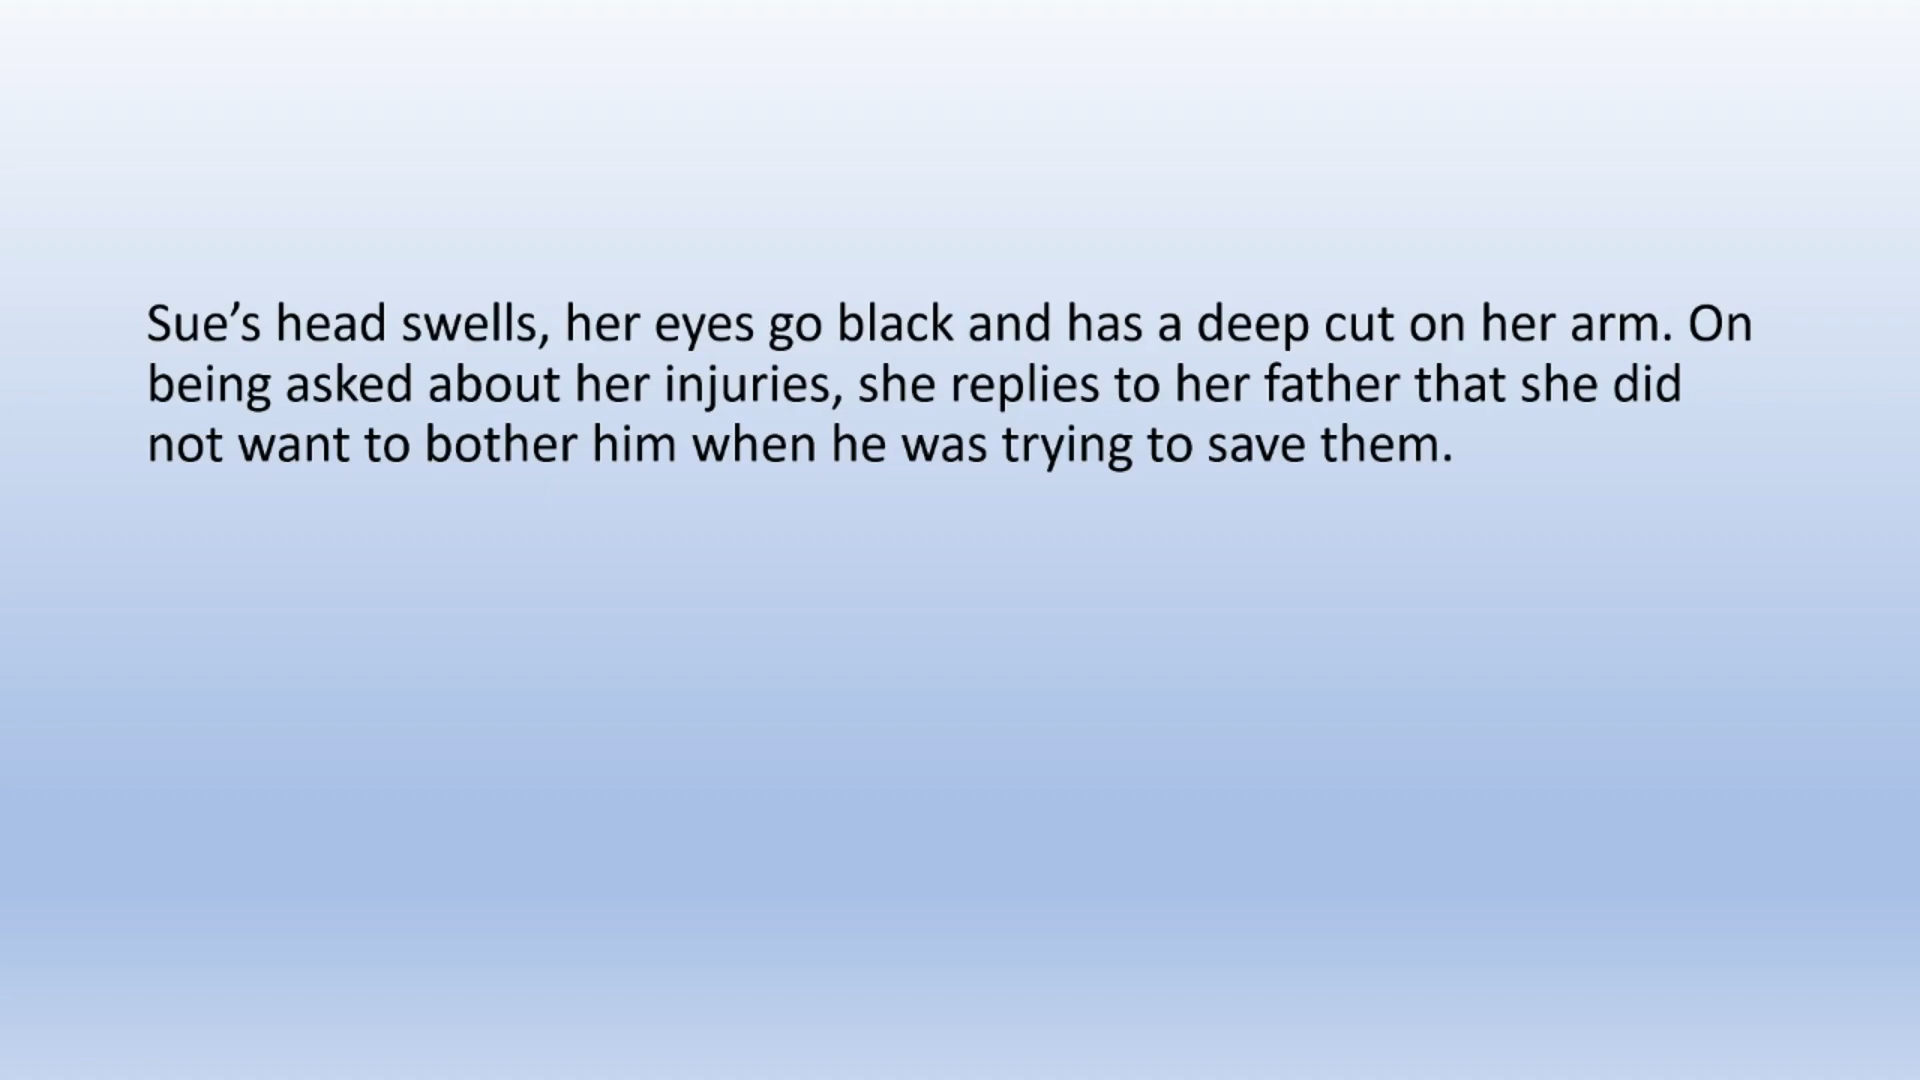 Sue’s head swells, her eyes go black and has a deep cut on her arm. On
being asked about her injuries, she replies to her father that she did
not want to bother him when he was trying to save them.